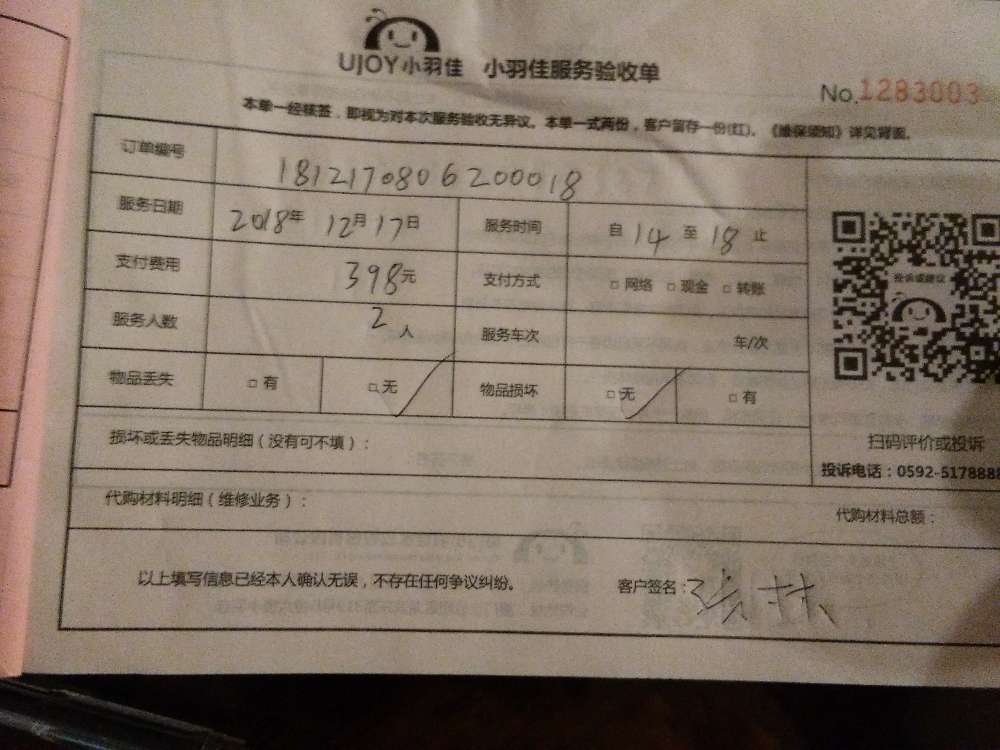 UJOY小羽佳 小羽佳服务验收单
No.1283003
本单一经核签，即视为对本次服务验收无异议。本单一式两份，客户留存一份(红)。《维保须知》详见背面。
订单编号 1812170806200018
服务日期 2018年 12月17日 服务时间 自 14 至 18 止
支付费用 398元 支付方式 □ 网络 □ 现金 □ 转账
服务人数 2人 服务车次 车/次
物品丢失 □ 有 □ 无 物品损坏 □ 无 □ 有
投诉或建议
损坏或丢失物品明细（没有可不填）：
扫码评价或投诉
投诉电话：0592-5178888
代购材料明细（维修业务）：
代购材料总额：
以上填写信息已经本人确认无误，不存在任何争议纠纷。 客户签名：